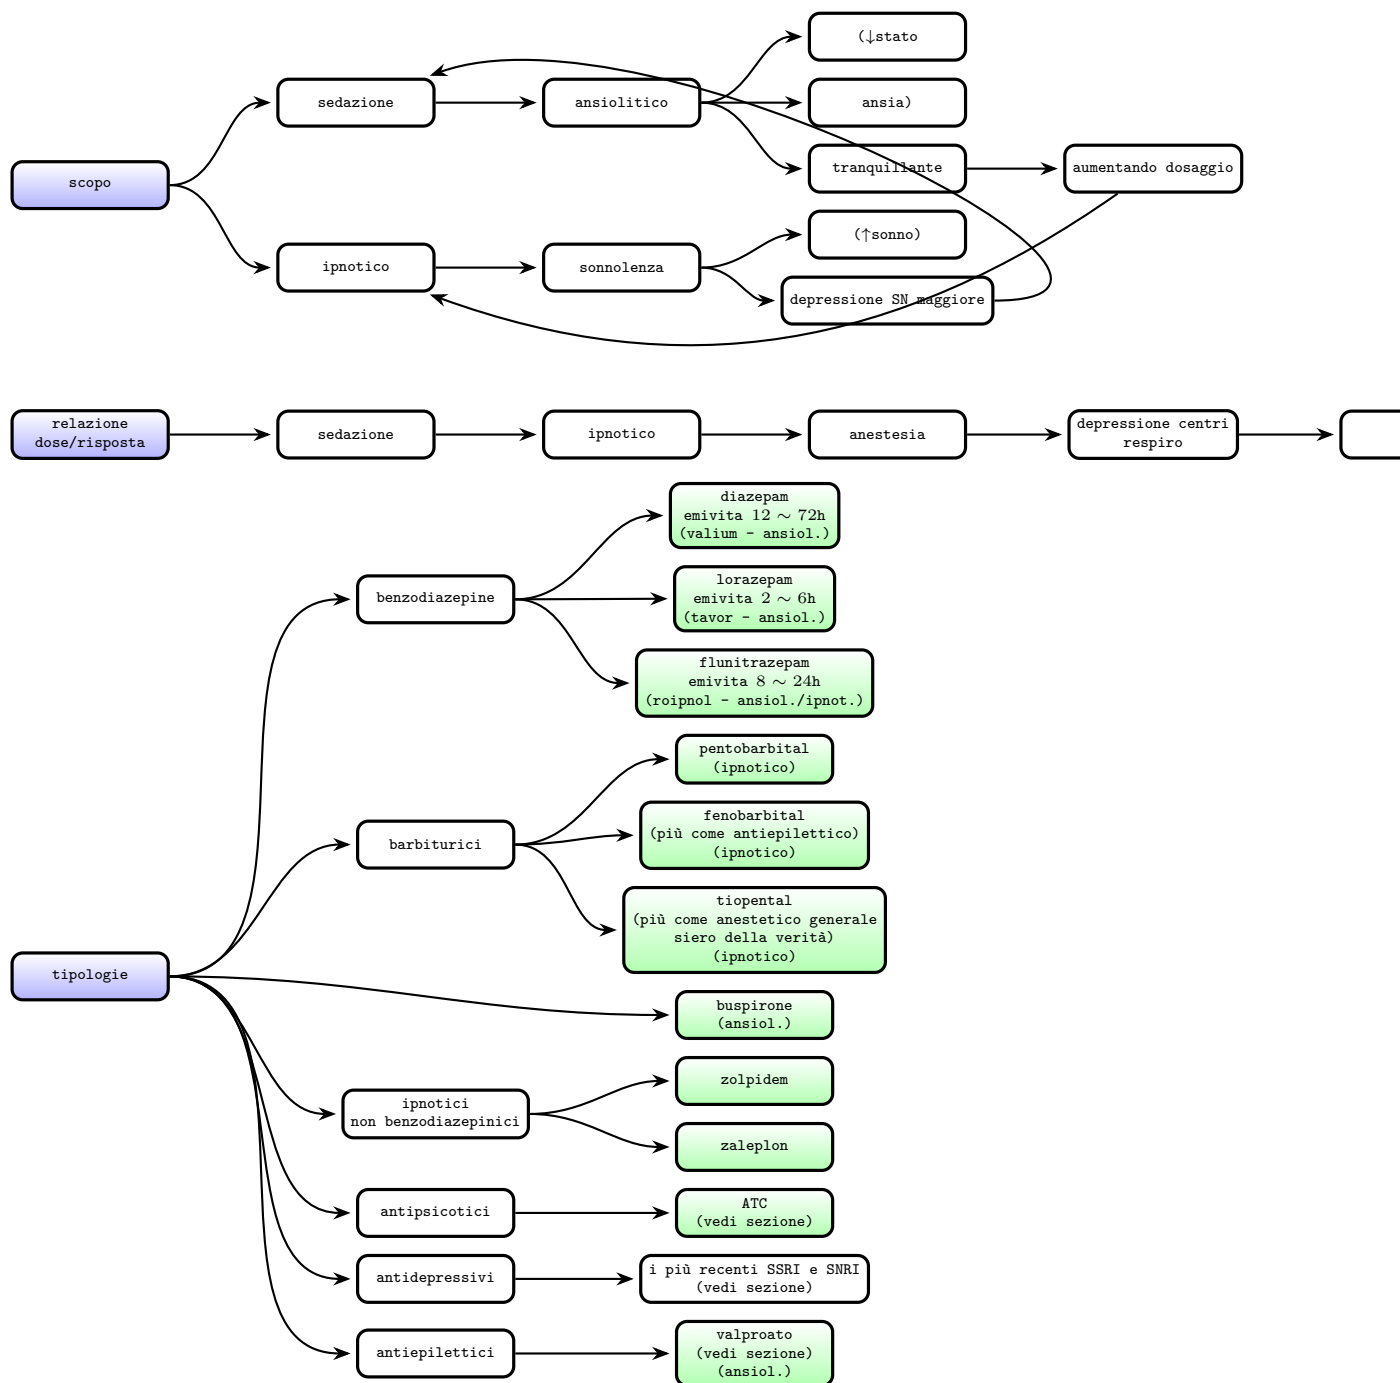 (↓stato
sedazione
ansiolitico
ansia)
scopo
tranquillante
aumentando dosaggio
(↑sonno)
ipnotico
sonnolenza
depressione SN maggiore
relazione
dose/risposta
sedazione
ipnotico
anestesia
depressione centri
respiro
diazepam
emivita 12 ∼ 72h
(valium - ansiol.)
benzodiazepine
lorazepam
emivita 2 ∼ 6h
(tavor - ansiol.)
flunitrazepam
emivita 8 ∼ 24h
(roipnol - ansiol./ipnot.)
pentobarbital
(ipnotico)
barbiturici
fenobarbital
(più come antiepilettico)
(ipnotico)
tiopental
(più come anestetico generale
siero della verità)
(ipnotico)
tipologie
buspirone
(ansiol.)
ipnotici
non benzodiazepinici
zolpidem
zaleplon
antipsicotici
ATC
(vedi sezione)
antidepressivi
i più recenti SSRI e SNRI
(vedi sezione)
antiepilettici
valproato
(vedi sezione)
(ansiol.)